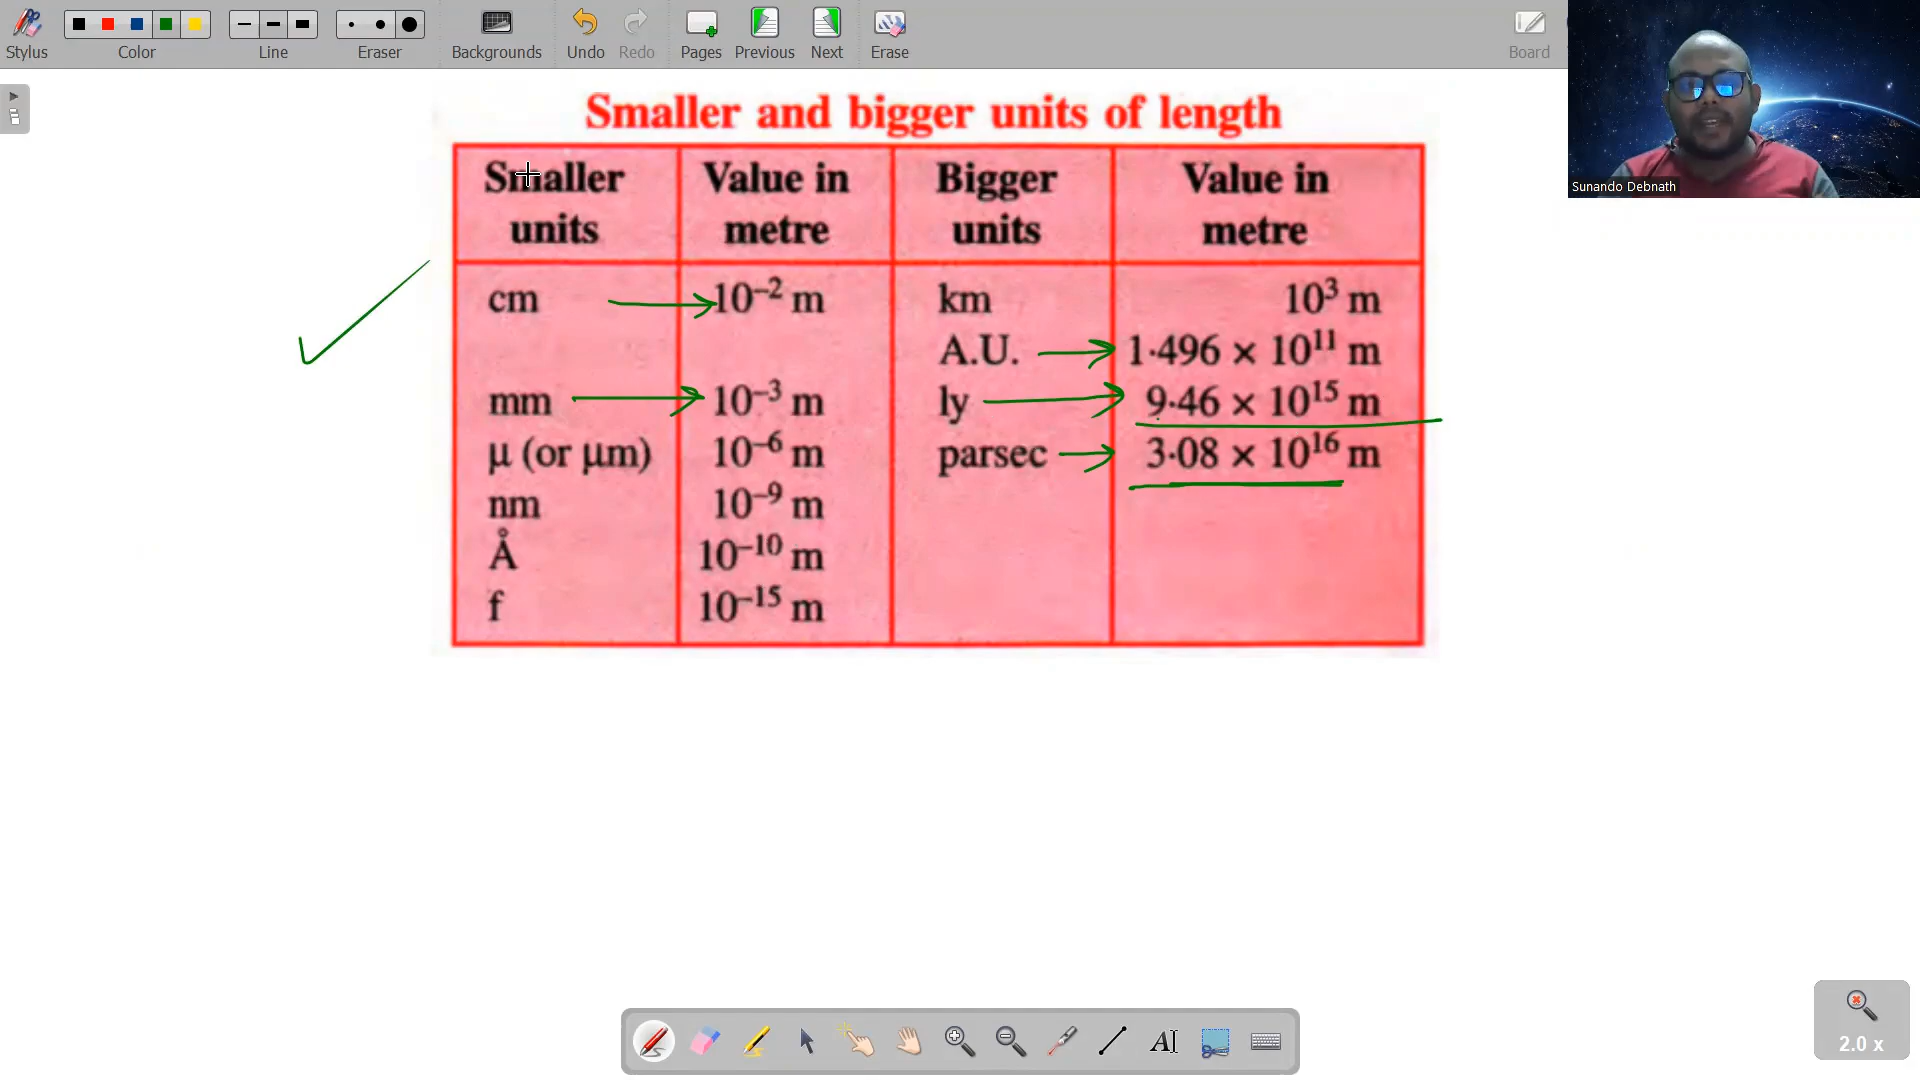 Stylus Color Line Eraser Backgrounds Undo Redo Pages Previous Next Erase Board
Sunando Debnath
Smaller and bigger units of length
Smaller units Value in metre Bigger units Value in metre
cm 10⁻² m km 10³ m
A.U. 1·496 × 10¹¹ m
mm 10⁻³ m ly 9·46 × 10¹⁵ m
μ (or μm) 10⁻⁶ m parsec 3·08 × 10¹⁶ m
nm 10⁻⁹ m
Å 10⁻¹⁰ m
f 10⁻¹⁵ m
2.0 x